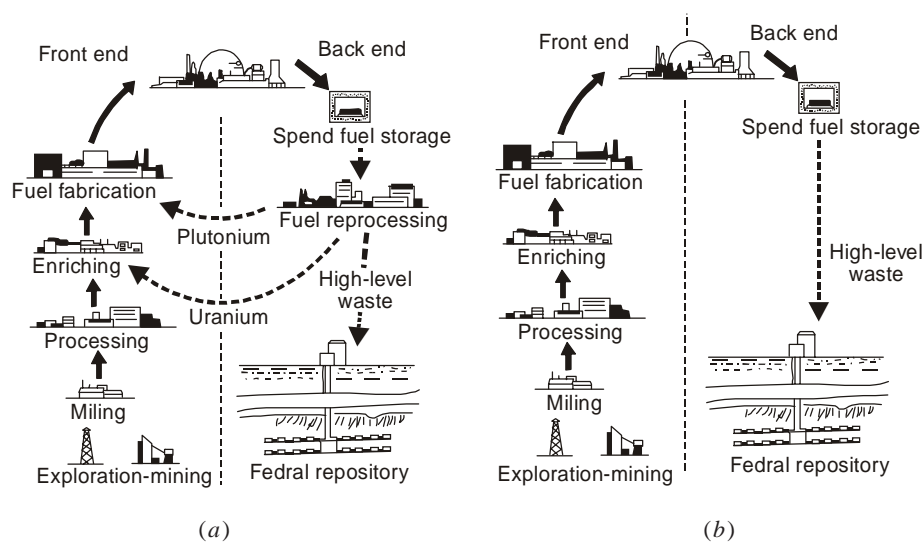 Front end
Back end
Spend fuel storage
Fuel fabrication
Fuel reprocessing
Plutonium
Enriching
High-level
waste
Uranium
Processing
Miling
Exploration-mining
Fedral repository
(a)
Front end
Back end
Spend fuel storage
Fuel fabrication
Enriching
High-level
waste
Processing
Miling
Exploration-mining
Fedral repository
(b)